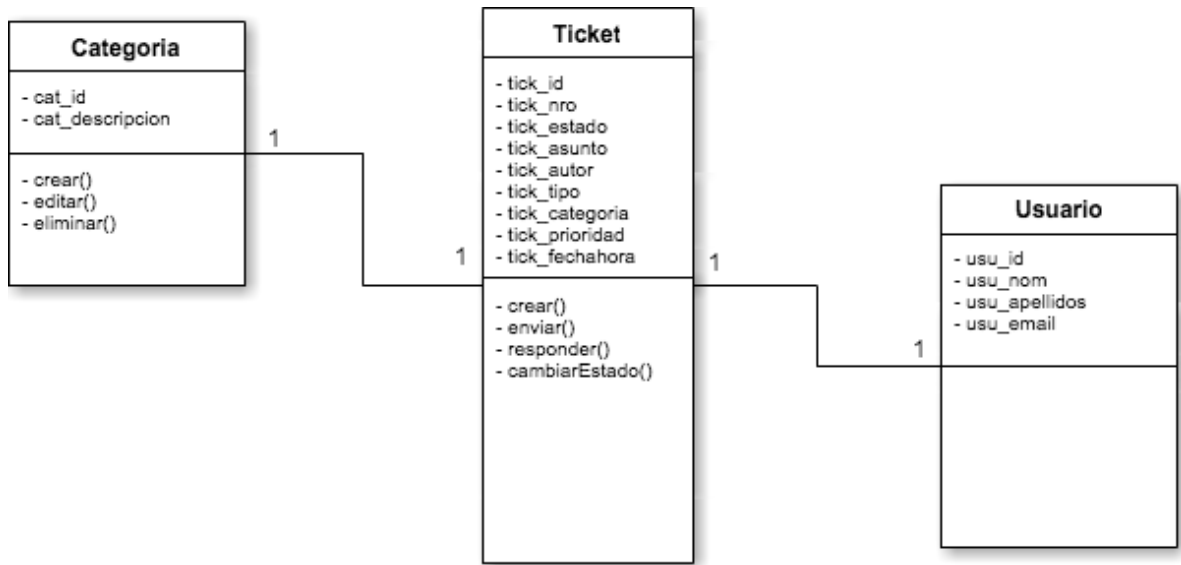 Categoria
- cat_id
- cat_descripcion
- crear()
- editar()
- eliminar()
1
1
Ticket
- tick_id
- tick_nro
- tick_estado
- tick_asunto
- tick_autor
- tick_tipo
- tick_categoria
- tick_prioridad
- tick_fechahora
- crear()
- enviar()
- responder()
- cambiarEstado()
1
1
Usuario
- usu_id
- usu_nom
- usu_apellidos
- usu_email